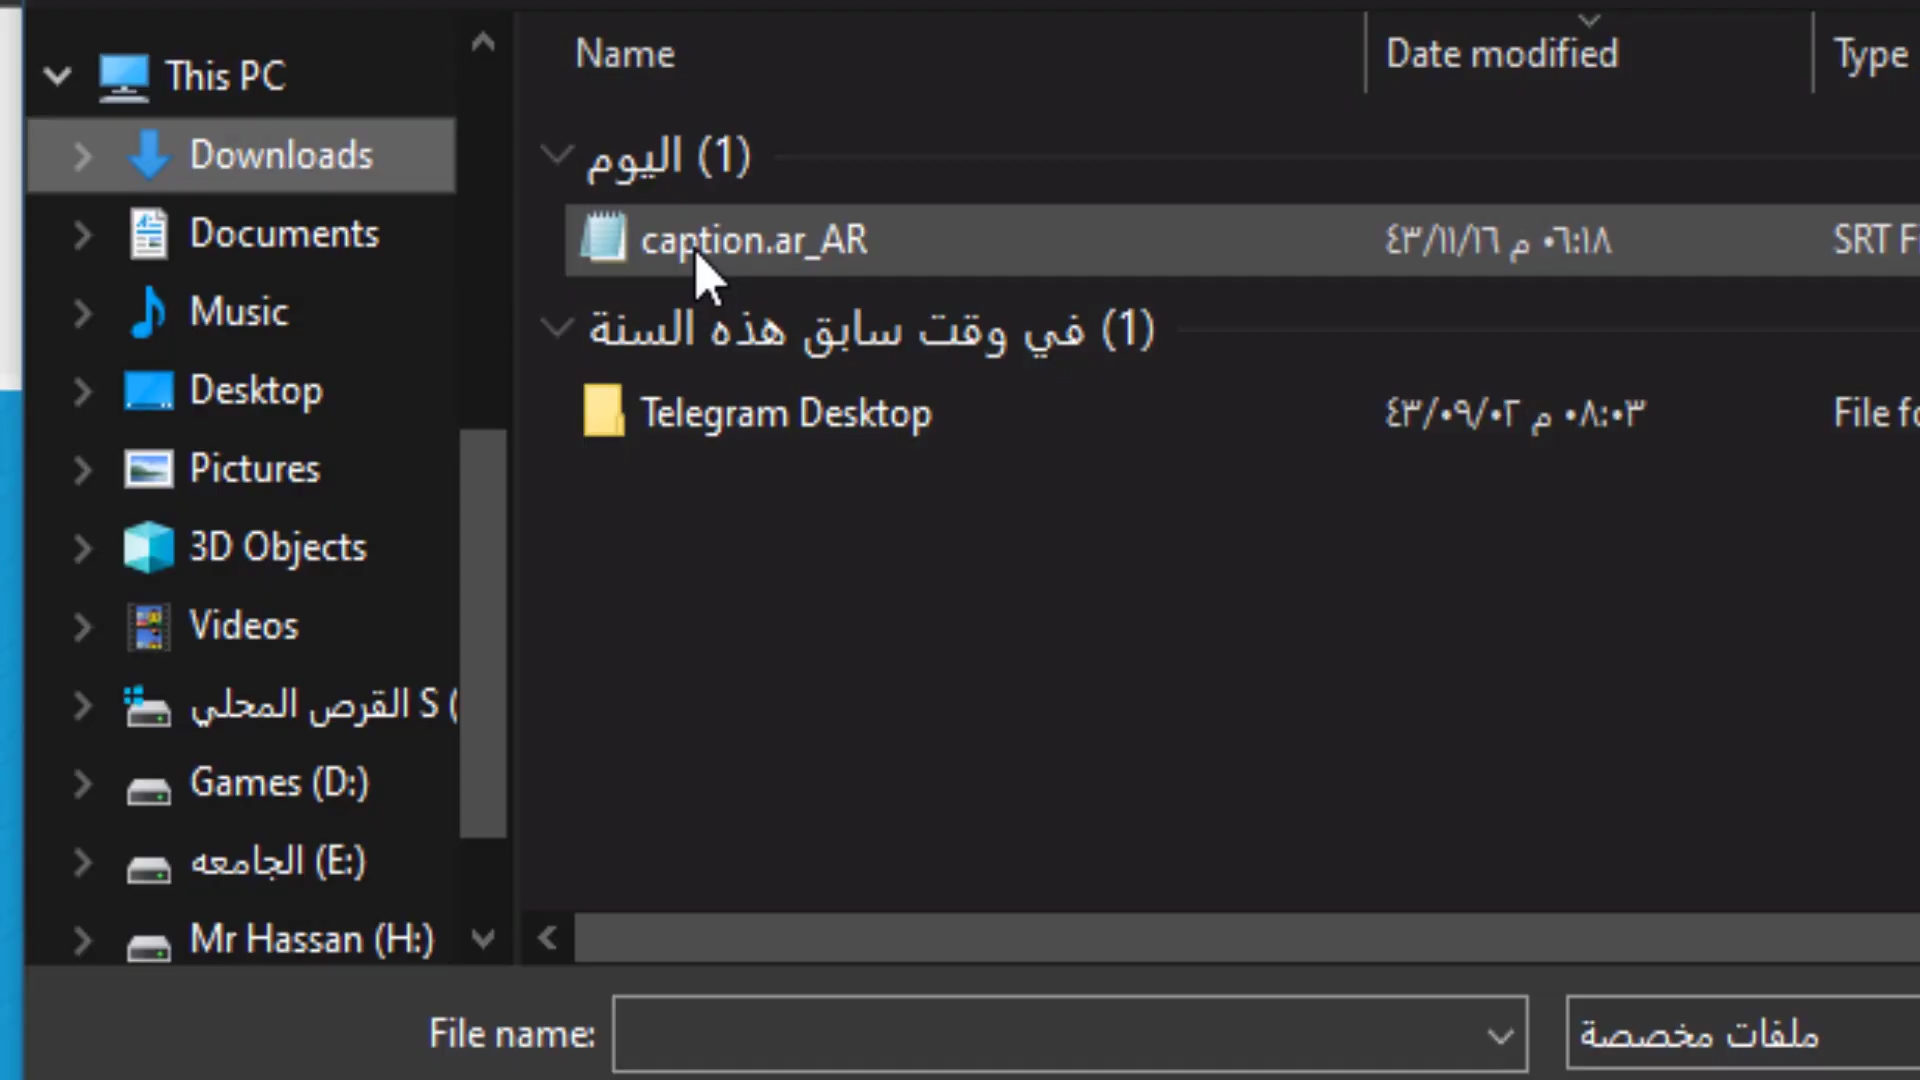 This PC
Downloads
Documents
Music
Desktop
Pictures
3D Objects
Videos
القرص المحلي S (
Games (D:)
الجامعه (E:)
Mr Hassan (H:)
Name
Date modified
Type
اليوم (1)
caption.ar_AR
٤٣/١١/١٦ م ٠٦:١٨
SRT F
في وقت سابق هذه السنة (1)
Telegram Desktop
٤٣/٠٩/٠٢ م ٠٨:٠٣
File fo
File name:
ملفات مخصصة